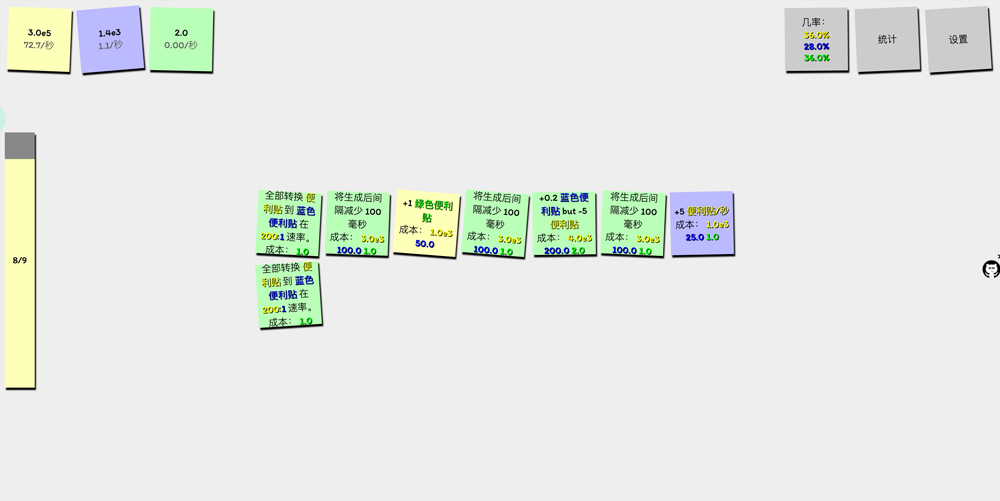 3.0e5
72.7/秒
1.4e3
1.1/秒
2.0
0.00/秒
几率：
36.0%
28.0%
36.0%
统计
设置
8/9
全部转换 便
利贴 到 蓝色
便利贴 在
200:1 速率。
成本： 1.0
将生成后间
隔减少 100
毫秒
成本： 3.0e3
100.0 1.0
+1 绿色便利
贴
成本： 1.0e3
50.0
将生成后间
隔减少 100
毫秒
成本： 3.0e3
100.0 1.0
+0.2 蓝色便
利贴 but -5
便利贴
成本： 4.0e3
200.0 2.0
将生成后间
隔减少 100
毫秒
成本： 3.0e3
100.0 1.0
+5 便利贴/秒
成本： 1.0e3
25.0 1.0
全部转换 便
利贴 到 蓝色
便利贴 在
200:1 速率。
成本： 1.0